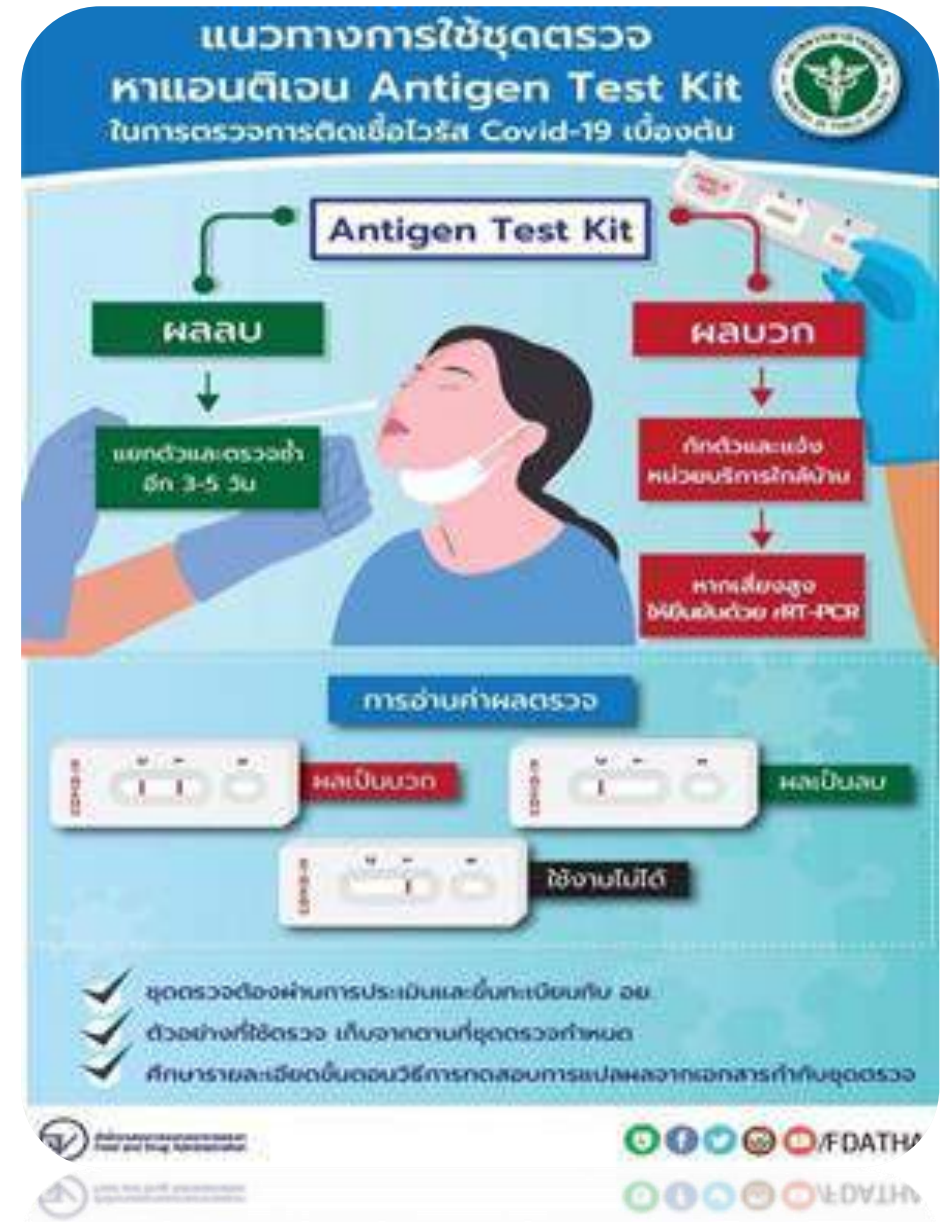 แนวทางการใช้ชุดตรวจ
หาแอนติเจน Antigen Test Kit
ในการตรวจการติดเชื้อไวรัส Covid-19 เบื้องต้น
Antigen Test Kit
ผลลบ
แยกตัวและตรวจซ้ำ
อีก 3-5 วัน
ผลบวก
กักตัวและแจ้ง
หน่วยบริการใกล้บ้าน
หากเสี่ยงสูง
ให้ยืนยันด้วย rRT-PCR
การอ่านค่าผลตรวจ
COVID-19
ผลเป็นบวก
COVID-19
ผลเป็นลบ
COVID-19
ใช้งานไม่ได้
ชุดตรวจต้องผ่านการประเมินและขึ้นทะเบียนกับ อย.
ตัวอย่างที่ใช้ตรวจ เก็บจากตามที่ชุดตรวจกำหนด
ศึกษารายละเอียดขั้นตอนวิธีการทดสอบการแปลผลจากเอกสารกำกับชุดตรวจ
Food and Drug Administration
/FDATHA